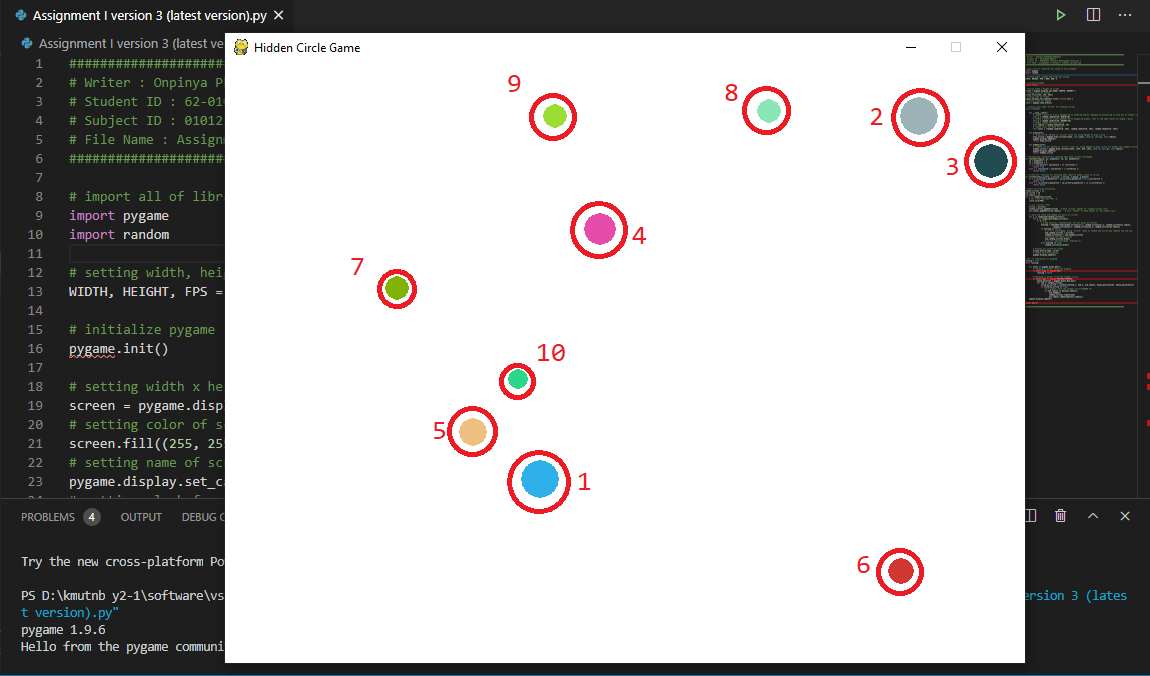 Assignment I version 3 (latest version).py
Assignment I version 3 (latest ve
Hidden Circle Game
1 ######################
2 # Writer : Onpinya P
3 # Student ID : 62-01
4 # Subject ID : 01012
5 # File Name : Assign
6 ######################
7
8 # import all of libr
9 import pygame
10 import random
11
12 # setting width, hei
13 WIDTH, HEIGHT, FPS =
14
15 # initialize pygame
16 pygame.init()
17
18 # setting width x he
19 screen = pygame.disp
20 # setting color of s
21 screen.fill((255, 25
22 # setting name of sc
23 pygame.display.set_c
9
8
2
3
4
7
10
5
1
6
PROBLEMS 4 OUTPUT DEBUG C
Try the new cross-platform Po
PS D:\kmutnb y2-1\software\vs
ersion 3 (lates
t version).py"
pygame 1.9.6
Hello from the pygame communi